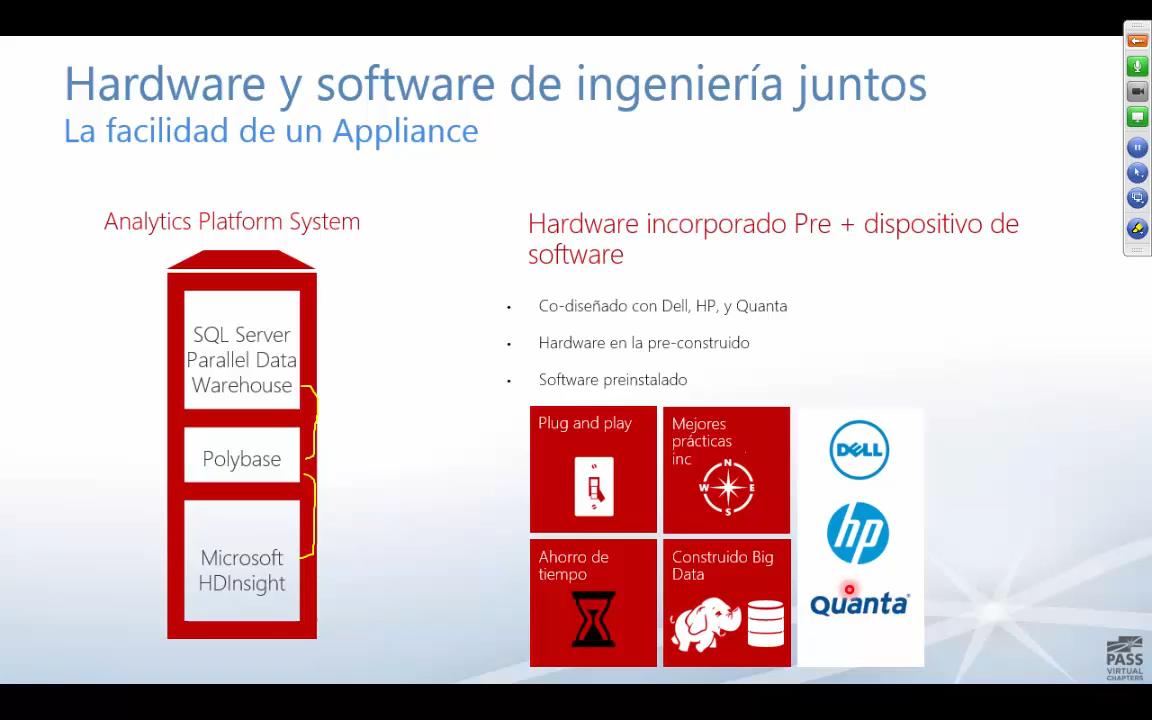 Hardware y software de ingeniería juntos
La facilidad de un Appliance
Analytics Platform System
SQL Server
Parallel Data
Warehouse
Polybase
Microsoft
HDInsight
Hardware incorporado Pre + dispositivo de
software
• Co-diseñado con Dell, HP, y Quanta
• Hardware en la pre-construido
• Software preinstalado
Plug and play
Mejores
prácticas
inc
N
W E
S
Ahorro de
tiempo
Construido Big
Data
DELL
hp
Quanta
PASS
VIRTUAL
CHAPTERS